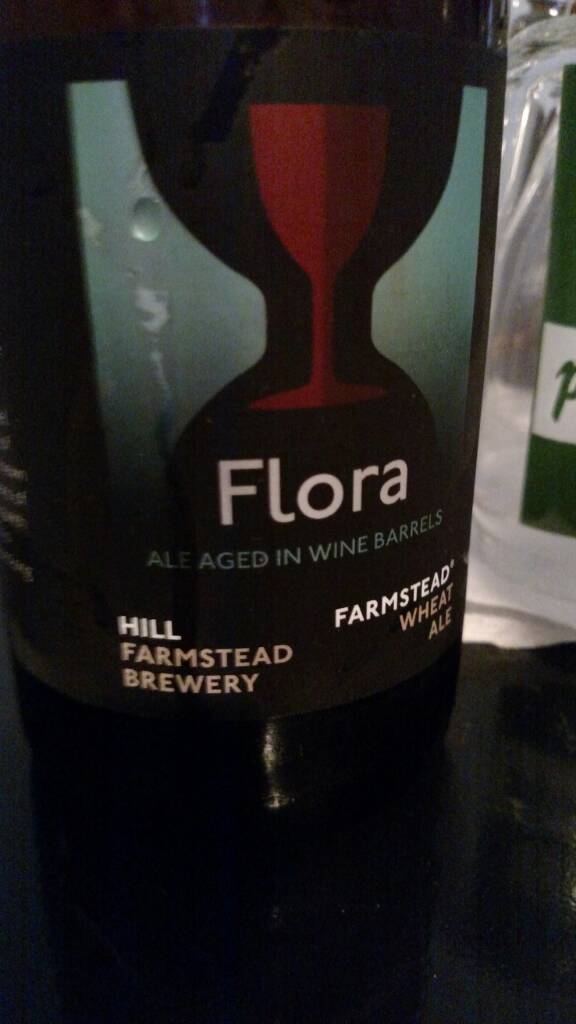 Flora
ALE AGED IN WINE BARRELS
HILL
FARMSTEAD
BREWERY
FARMSTEAD®
WHEAT
ALE
p